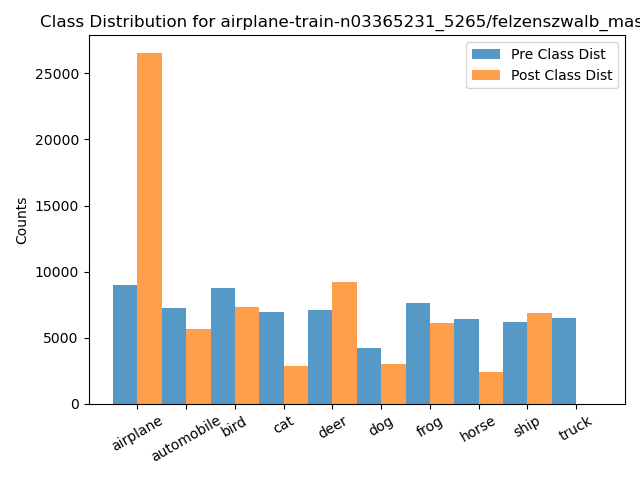 Class Distribution for airplane-train-n03365231_5265/felzenszwalb_mas
Pre Class Dist
Post Class Dist
Counts
25000
20000
15000
10000
5000
0
airplane
automobile
bird
cat
deer
dog
frog
horse
ship
truck